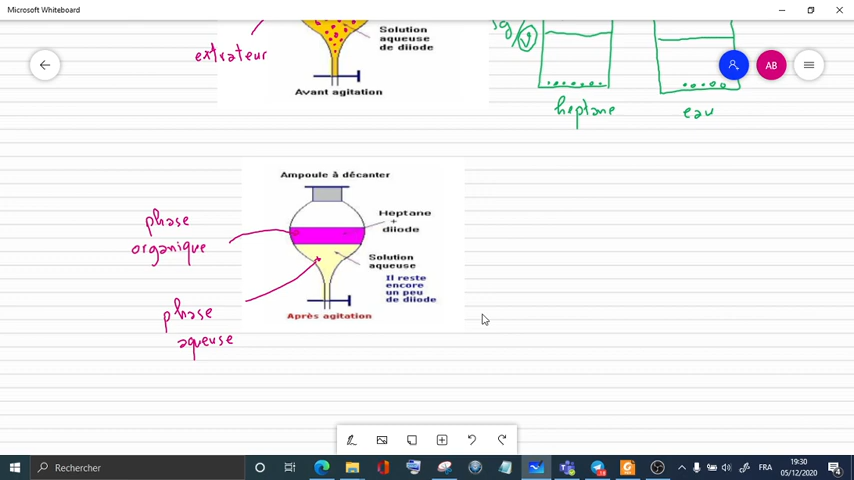 Microsoft Whiteboard
extrateur
Solution
aqueuse
de diiode
Avant agitation
heptane
eau
AB
Ampoule à décanter
phase
organique
Heptane
+
diiode
Solution
aqueuse
Il reste
encore
un peu
de diiode
phase
aqueuse
Après agitation
Rechercher
FRA
19:30
05/12/2020